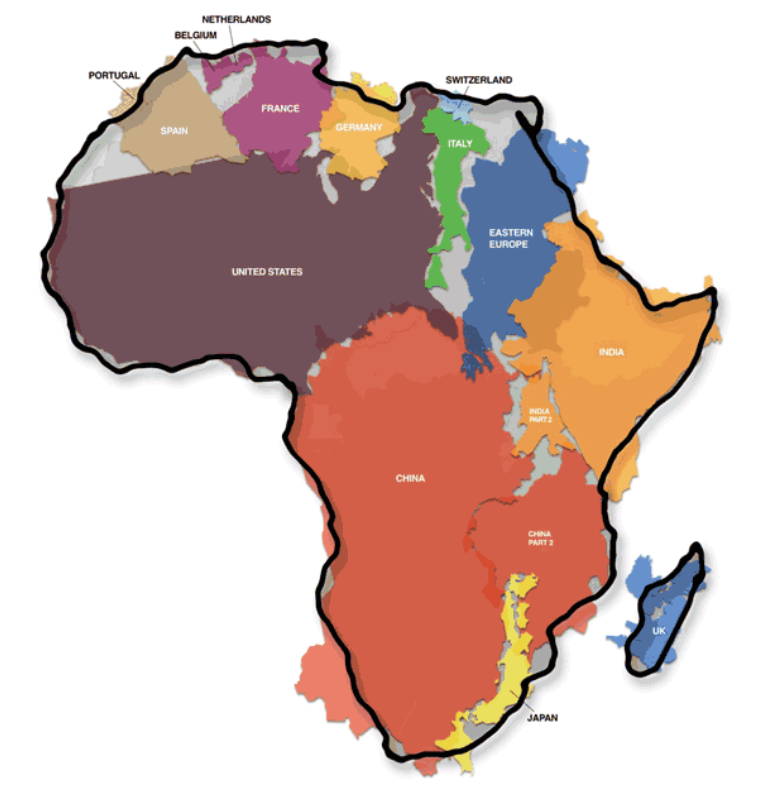 NETHERLANDS
BELGIUM
PORTUGAL
SWITZERLAND
SPAIN
FRANCE
GERMANY
ITALY
EASTERN
EUROPE
UNITED STATES
INDIA
INDIA
PART 2
CHINA
CHINA
PART 2
UK
JAPAN